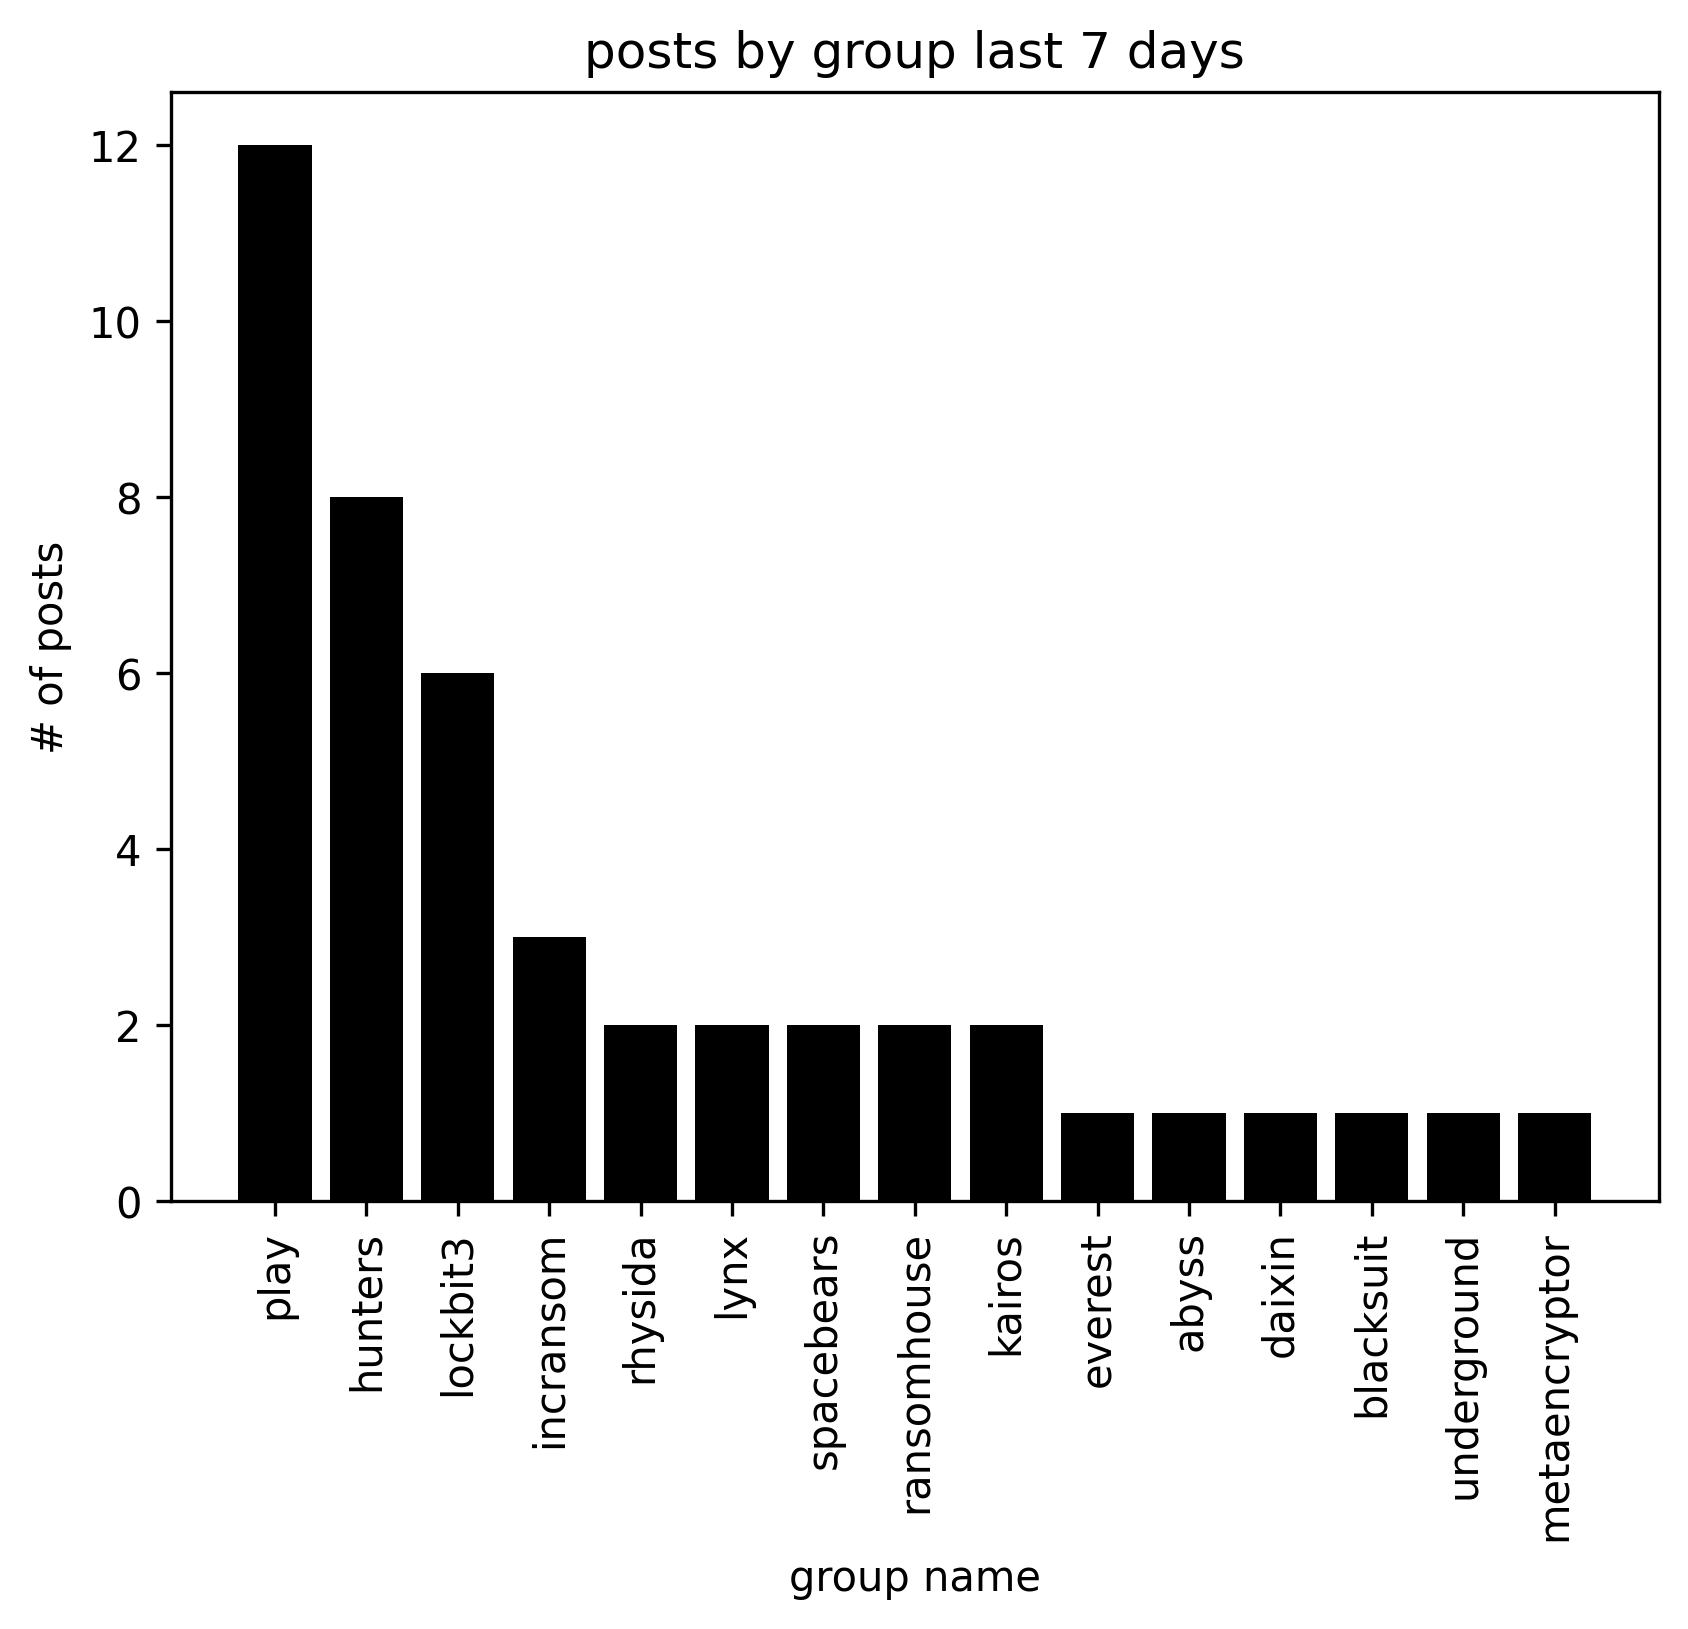 posts by group last 7 days
12
10
8
6
4
2
0
# of posts
play
hunters
lockbit3
incransom
rhysida
lynx
spacebears
ransomhouse
kairos
everest
abyss
daixin
blacksuit
underground
metaencryptor
group name